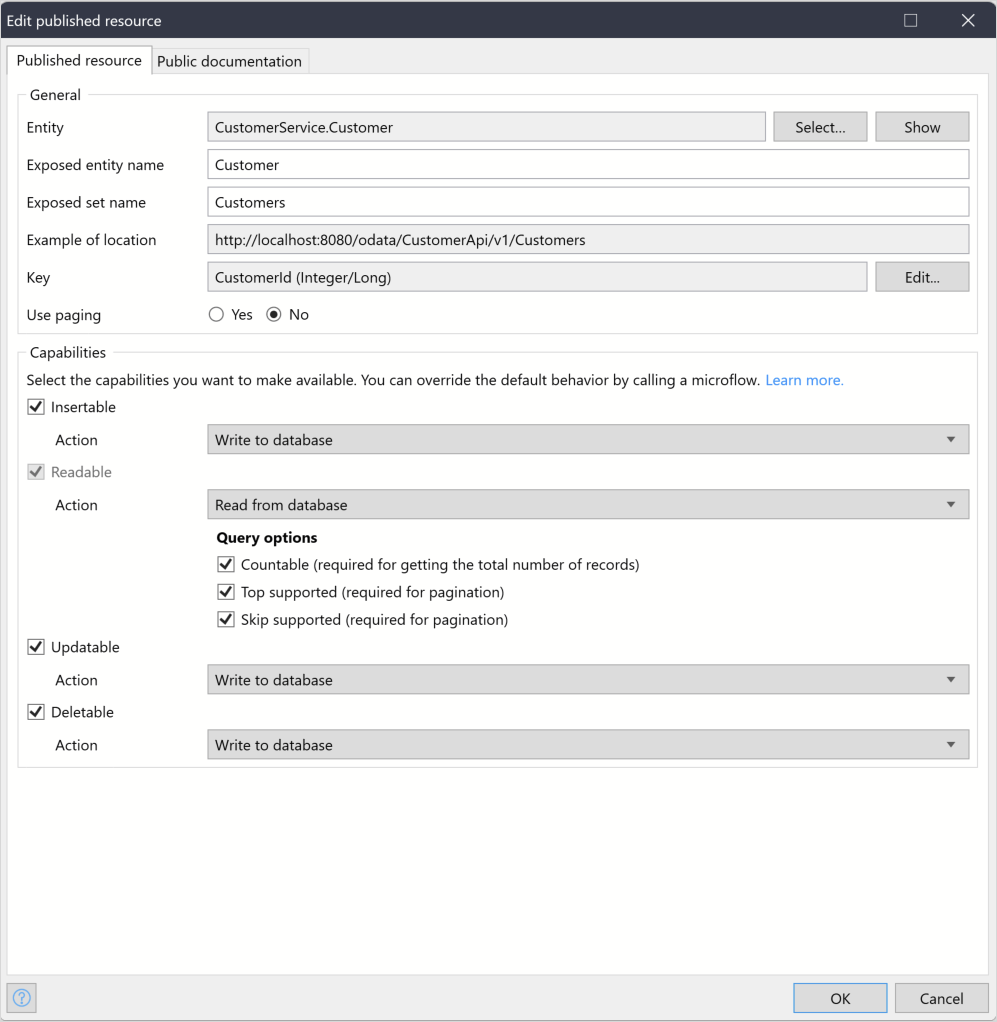 Edit published resource
Published resource Public documentation
General
Entity CustomerService.Customer Select... Show
Exposed entity name Customer
Exposed set name Customers
Example of location http://localhost:8080/odata/CustomerApi/v1/Customers
Key CustomerId (Integer/Long) Edit...
Use paging Yes No
Capabilities
Select the capabilities you want to make available. You can override the default behavior by calling a microflow. Learn more.
Insertable
Action Write to database
Readable
Action Read from database
Query options
Countable (required for getting the total number of records)
Top supported (required for pagination)
Skip supported (required for pagination)
Updatable
Action Write to database
Deletable
Action Write to database
? OK Cancel